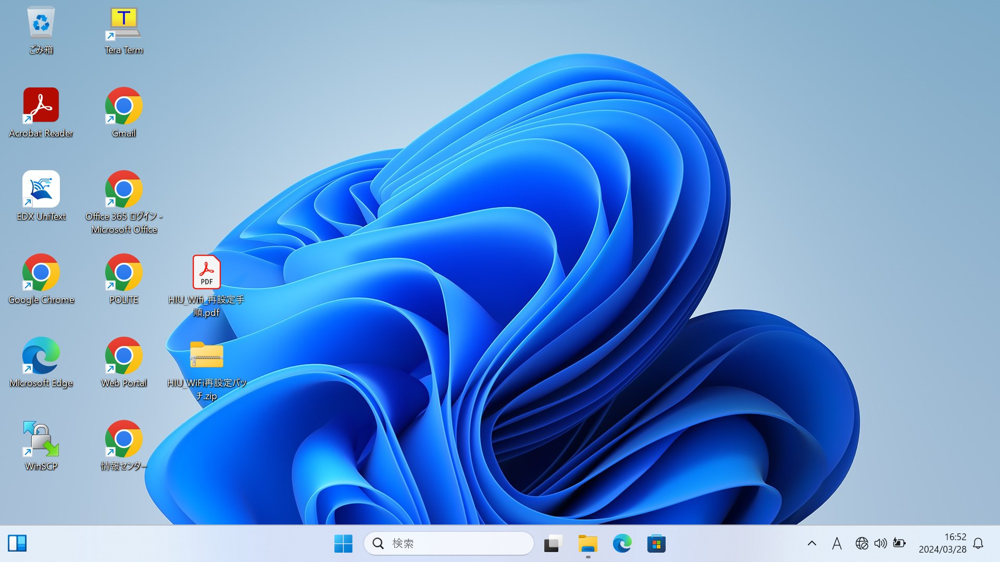 ごみ箱
T
Tera Term
Acrobat Reader
Gmail
EDX UniText
Office 365 ログイン -
Microsoft Office
Google Chrome
POLITE
PDF
HIU_Wifi_再設定手
順.pdf
Microsoft Edge
Web Portal
HIU_WiFi再設定バッ
チ.zip
WinSCP
情報センター
検索
A
16:52
2024/03/28